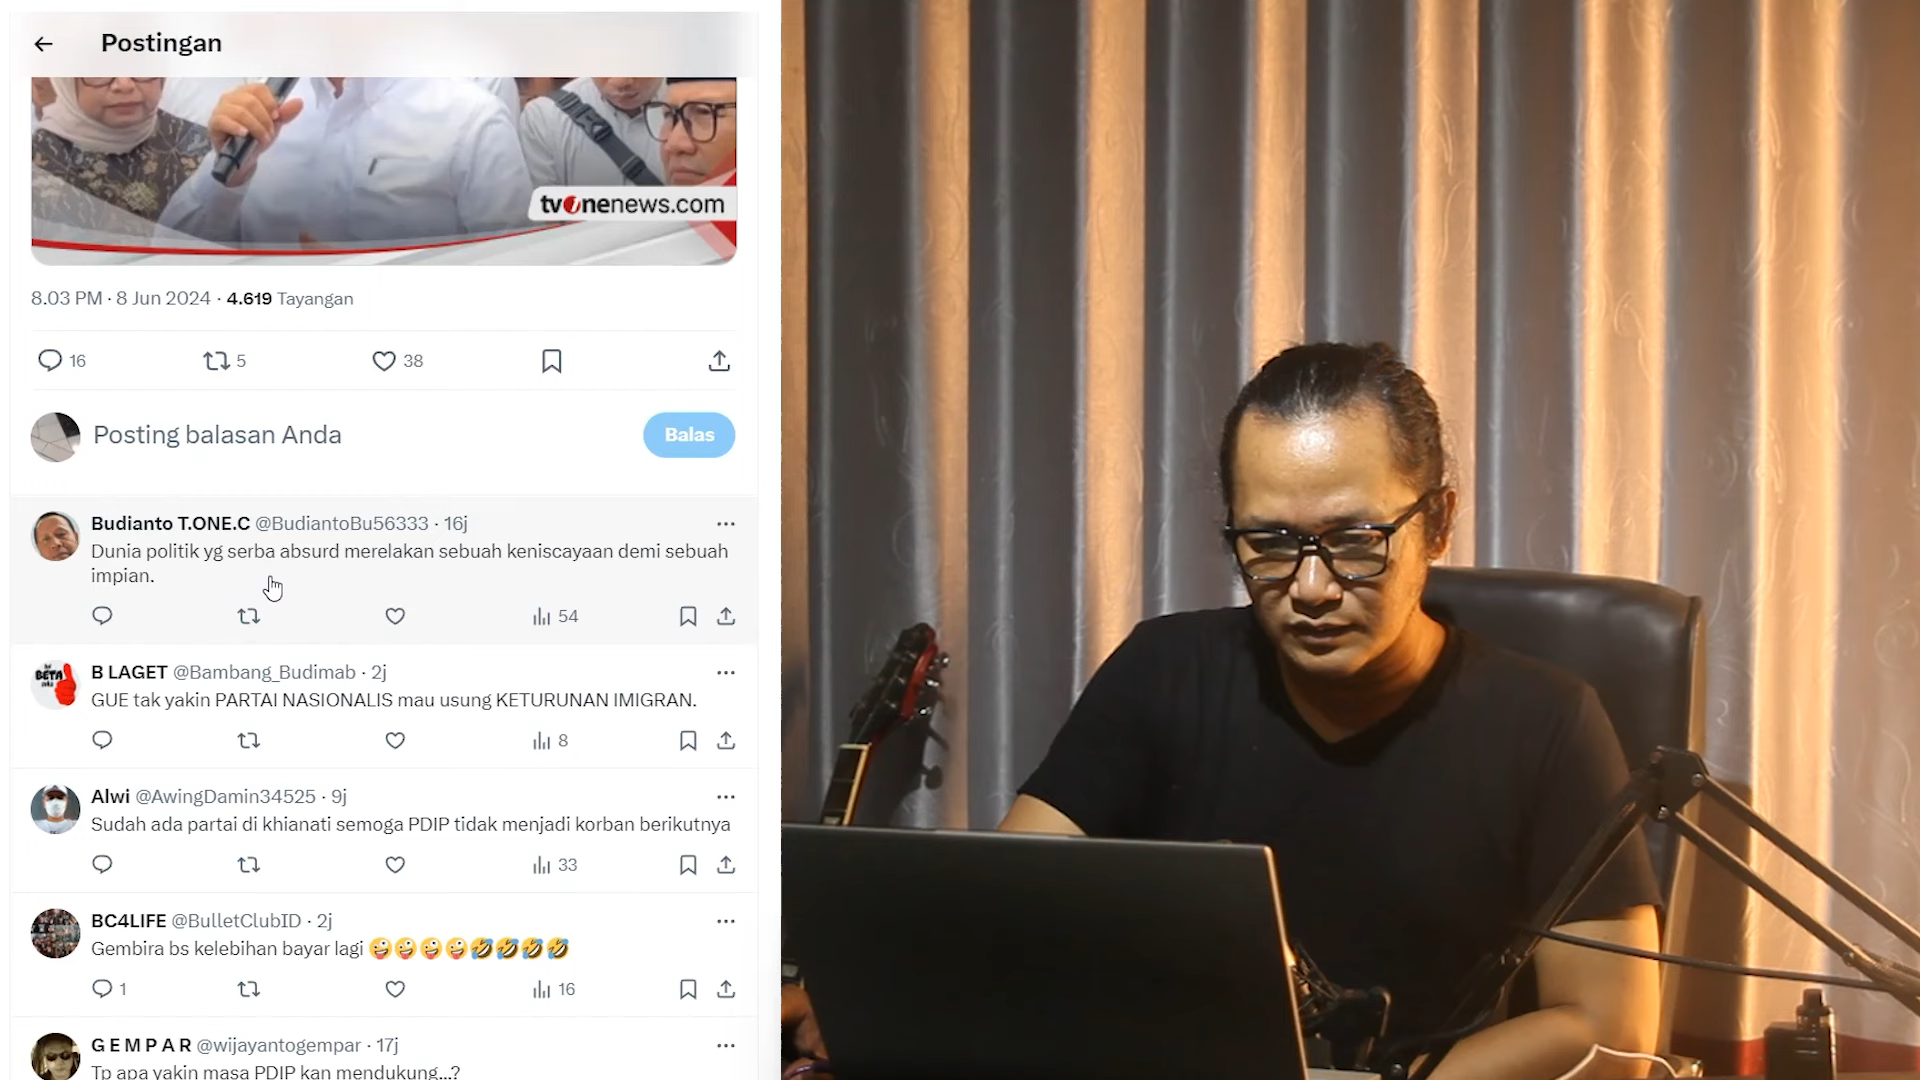 Postingan
tvonenews.com
8.03 PM · 8 Jun 2024 · 4.619 Tayangan
16 5 38
Posting balasan Anda
Balas
Budianto T.ONE.C @BudiantoBu56333 · 16j
Dunia politik yg serba absurd merelakan sebuah keniscayaan demi sebuah
impian.
54
BETA
B LAGET @Bambang_Budimab · 2j
GUE tak yakin PARTAI NASIONALIS mau usung KETURUNAN IMIGRAN.
8
Alwi @AwingDamin34525 · 9j
Sudah ada partai di khianati semoga PDIP tidak menjadi korban berikutnya
33
BC4LIFE @BulletClubID · 2j
Gembira bs kelebihan bayar lagi 🤪🤪🤪🤪🤣🤣🤣🤣
1 16
G E M P A R @wijayantogempar · 17j
Tp apa yakin masa PDIP kan mendukung...?